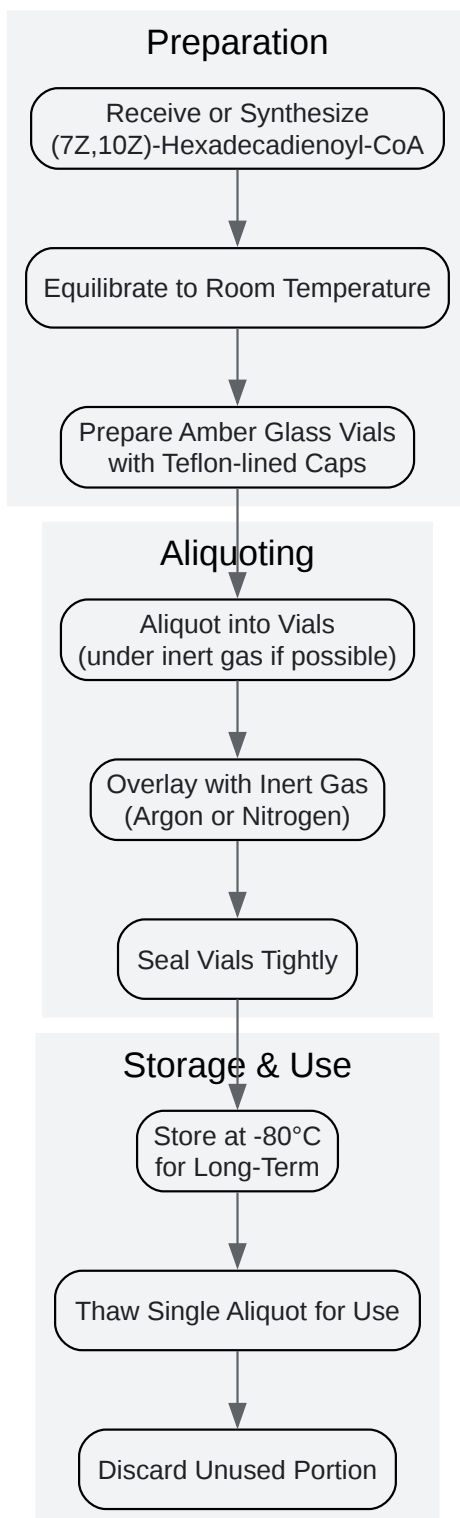 Preparation
Receive or Synthesize
(7Z,10Z)-Hexadecadienoyl-CoA
Equilibrate to Room Temperature
Prepare Amber Glass Vials
with Teflon-lined Caps
Aliquoting
Aliquot into Vials
(under inert gas if possible)
Overlay with Inert Gas
(Argon or Nitrogen)
Seal Vials Tightly
Storage & Use
Store at -80°C
for Long-Term
Thaw Single Aliquot for Use
Discard Unused Portion